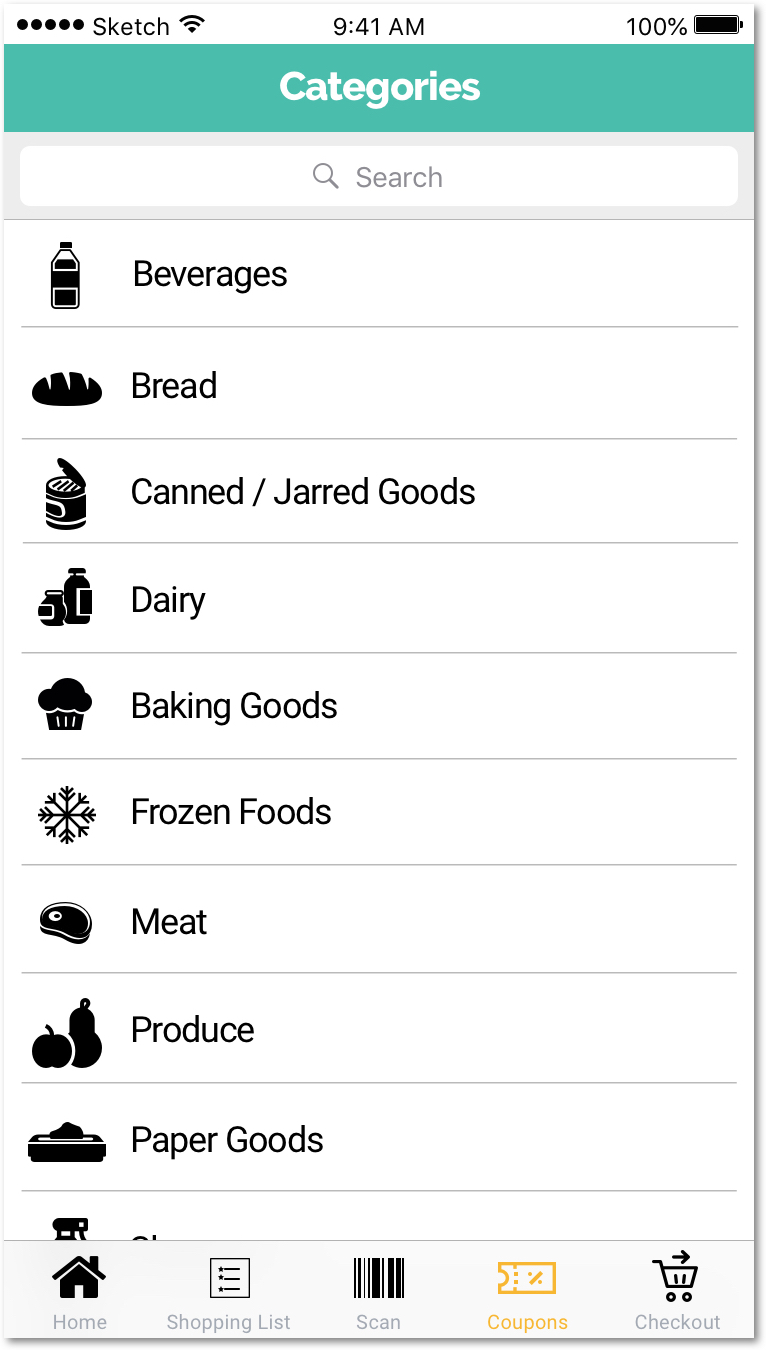 Sketch 9:41 AM 100%
Categories
Search
Beverages
Bread
Canned / Jarred Goods
Dairy
Baking Goods
Frozen Foods
Meat
Produce
Paper Goods
Home Shopping List Scan Coupons Checkout